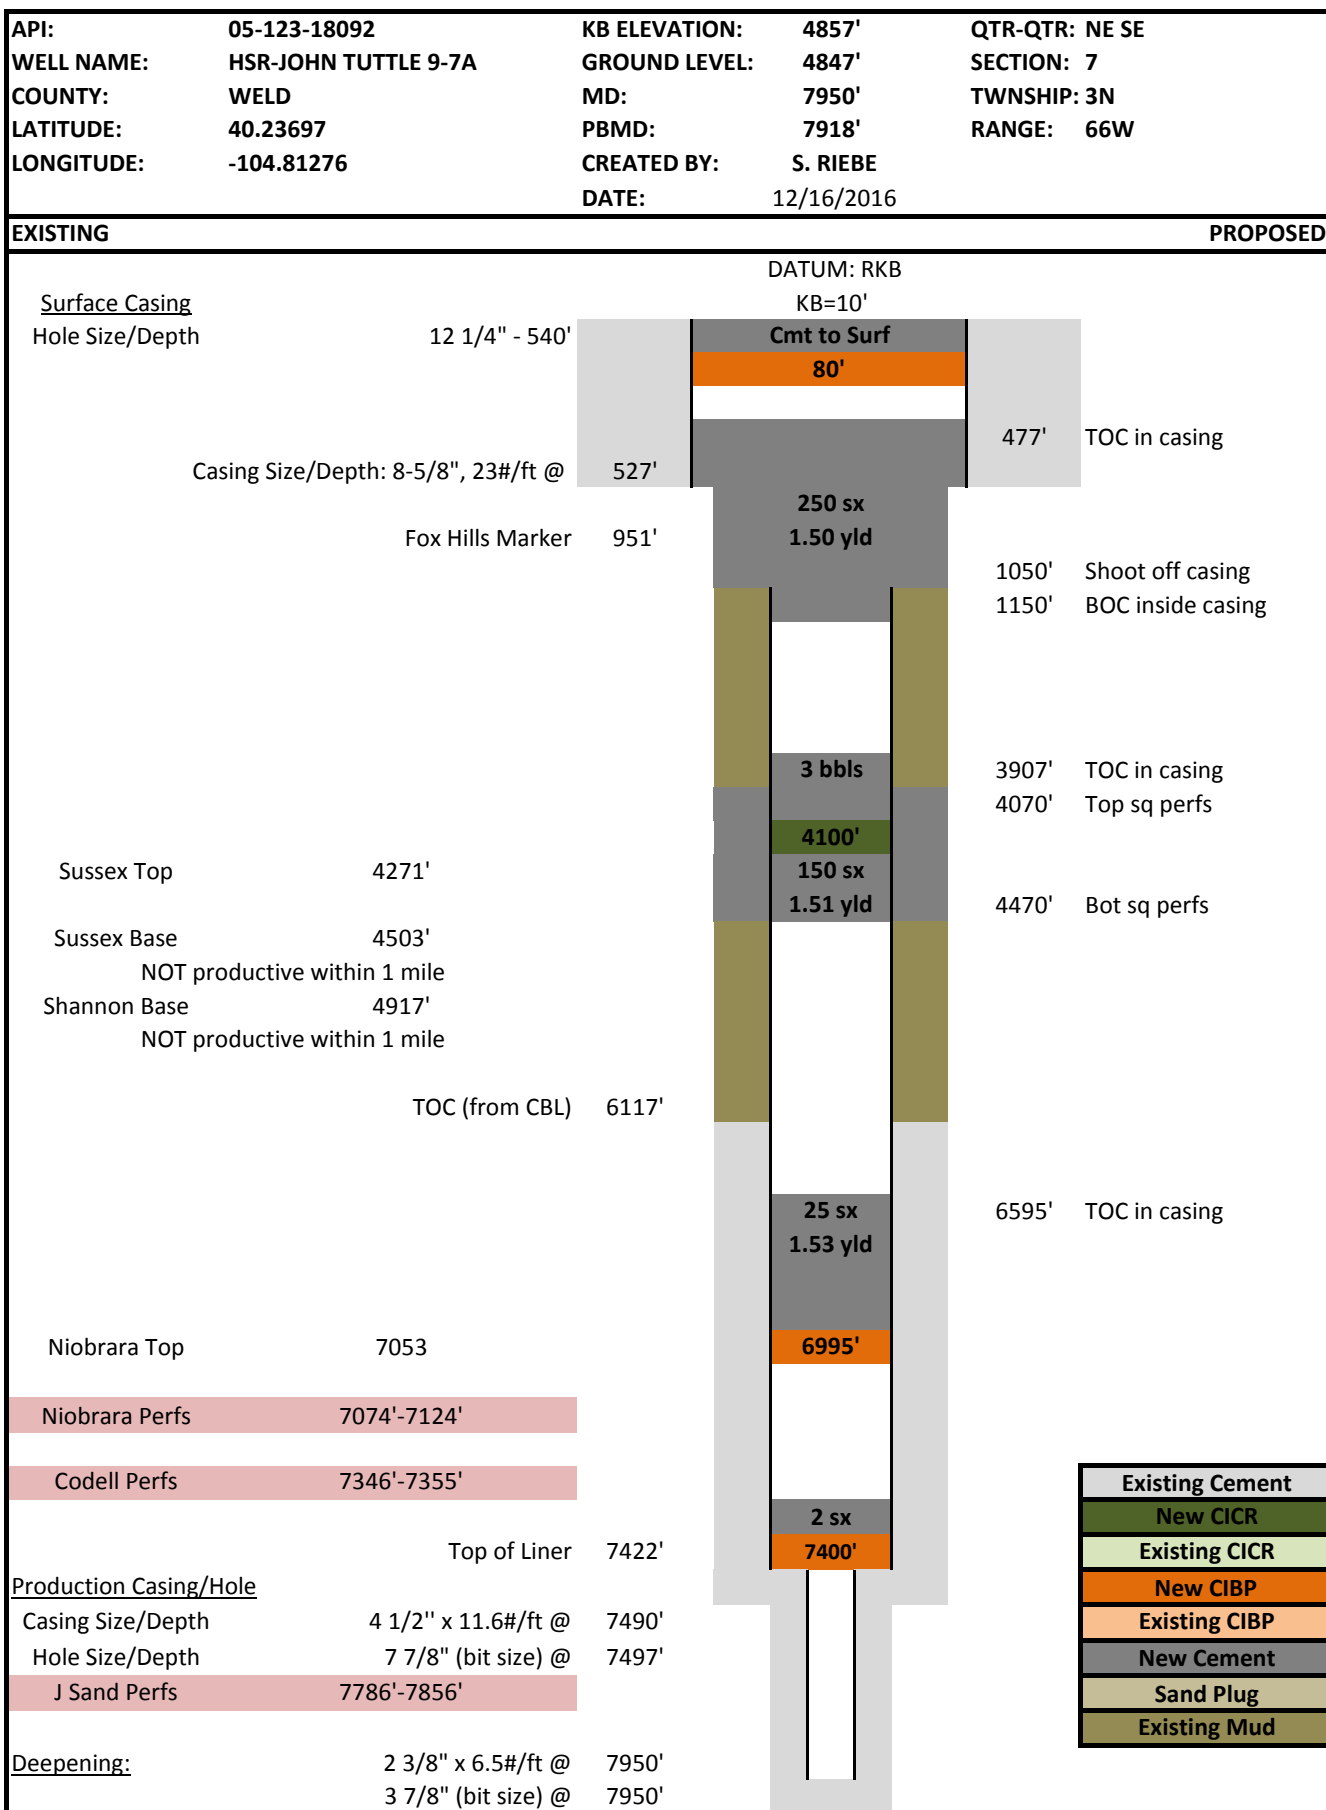 API: 05-123-18092 KB ELEVATION: 4857' QTR-QTR: NE SE
WELL NAME: HSR-JOHN TUTTLE 9-7A GROUND LEVEL: 4847' SECTION: 7
COUNTY: WELD MD: 7950' TWNSHIP: 3N
LATITUDE: 40.23697 PBMD: 7918' RANGE: 66W
LONGITUDE: -104.81276 CREATED BY: S. RIEBE
DATE: 12/16/2016
EXISTING PROPOSED
DATUM: RKB
Surface Casing KB=10'
Hole Size/Depth 12 1/4" - 540' Cmt to Surf
80'
477' TOC in casing
Casing Size/Depth: 8-5/8", 23#/ft @ 527'
250 sx
Fox Hills Marker 951' 1.50 yld
1050' Shoot off casing
1150' BOC inside casing
3 bbls 3907' TOC in casing
4070' Top sq perfs
4100'
Sussex Top 4271' 150 sx
1.51 yld 4470' Bot sq perfs
Sussex Base 4503'
NOT productive within 1 mile
Shannon Base 4917'
NOT productive within 1 mile
TOC (from CBL) 6117'
25 sx 6595' TOC in casing
1.53 yld
Niobrara Top 7053 6995'
Niobrara Perfs 7074'-7124'
Codell Perfs 7346'-7355' Existing Cement
2 sx New CICR
Top of Liner 7422' 7400' Existing CICR
Production Casing/Hole New CIBP
Casing Size/Depth 4 1/2'' x 11.6#/ft @ 7490' Existing CIBP
Hole Size/Depth 7 7/8" (bit size) @ 7497' New Cement
J Sand Perfs 7786'-7856' Sand Plug
Existing Mud
Deepening: 2 3/8" x 6.5#/ft @ 7950'
3 7/8" (bit size) @ 7950'